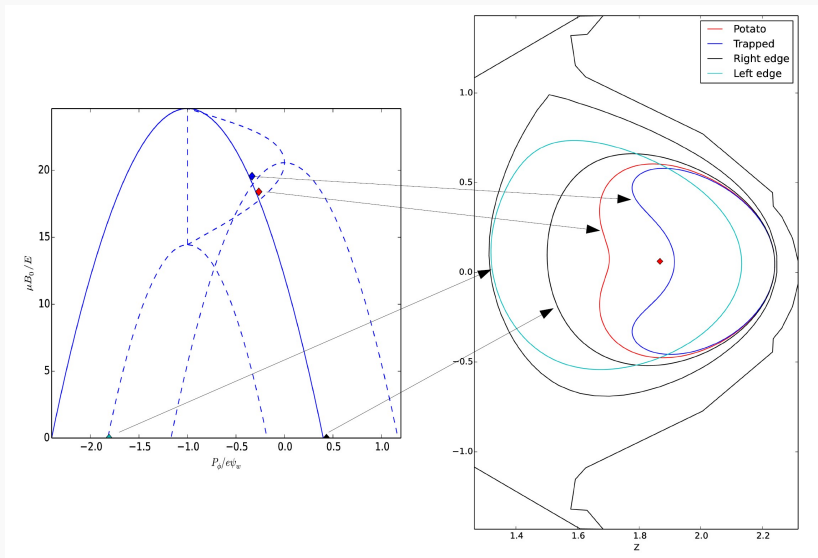 20
15
10
5
0
−2.0 −1.5 −1.0 −0.5 0.0 0.5 1.0
μB₀/E
P_ϕ/eψ_w
Potato
Trapped
Right edge
Left edge
1.0
0.5
0.0
−0.5
−1.0
1.4 1.6 1.8 2.0 2.2
Z